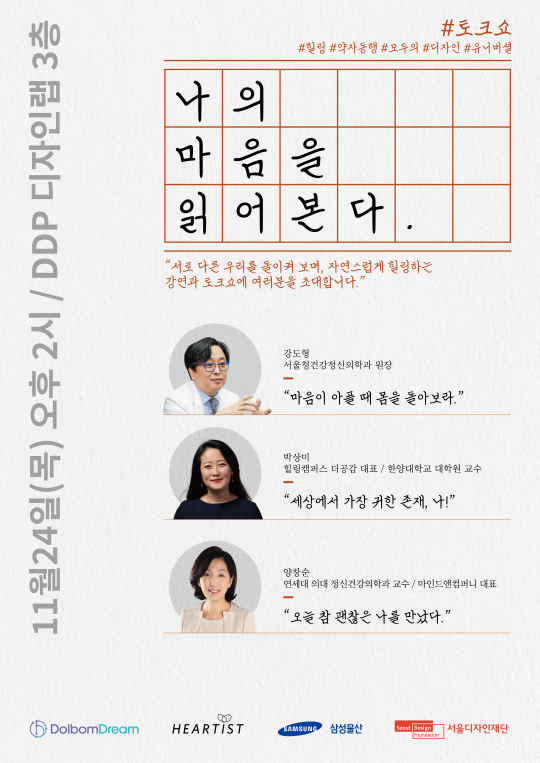 #토크쇼
#힐링 #약자동행 #모두의 #디자인 #유니버셜
나의
마음을
읽어본다.
“서로 다른 우리를 돌이켜 보며, 자연스럽게 힐링하는
강연과 토크쇼에 여러분을 초대합니다.”
11월24일(목) 오후 2시 / DDP 디자인랩 3층
강도형
서울청건강정신의학과 원장
“마음이 아플 때 몸을 돌아보라.”
박상미
힐링캠퍼스 더공감 대표 / 한양대학교 대학원 교수
“세상에서 가장 귀한 존재, 나!”
양창순
연세대 의대 정신건강의학과 교수 / 마인드앤컴퍼니 대표
“오늘 참 괜찮은 나를 만났다.”
DolbomDream
HEARTIST
SAMSUNG 삼성물산
Seoul Design Foundation 서울디자인재단